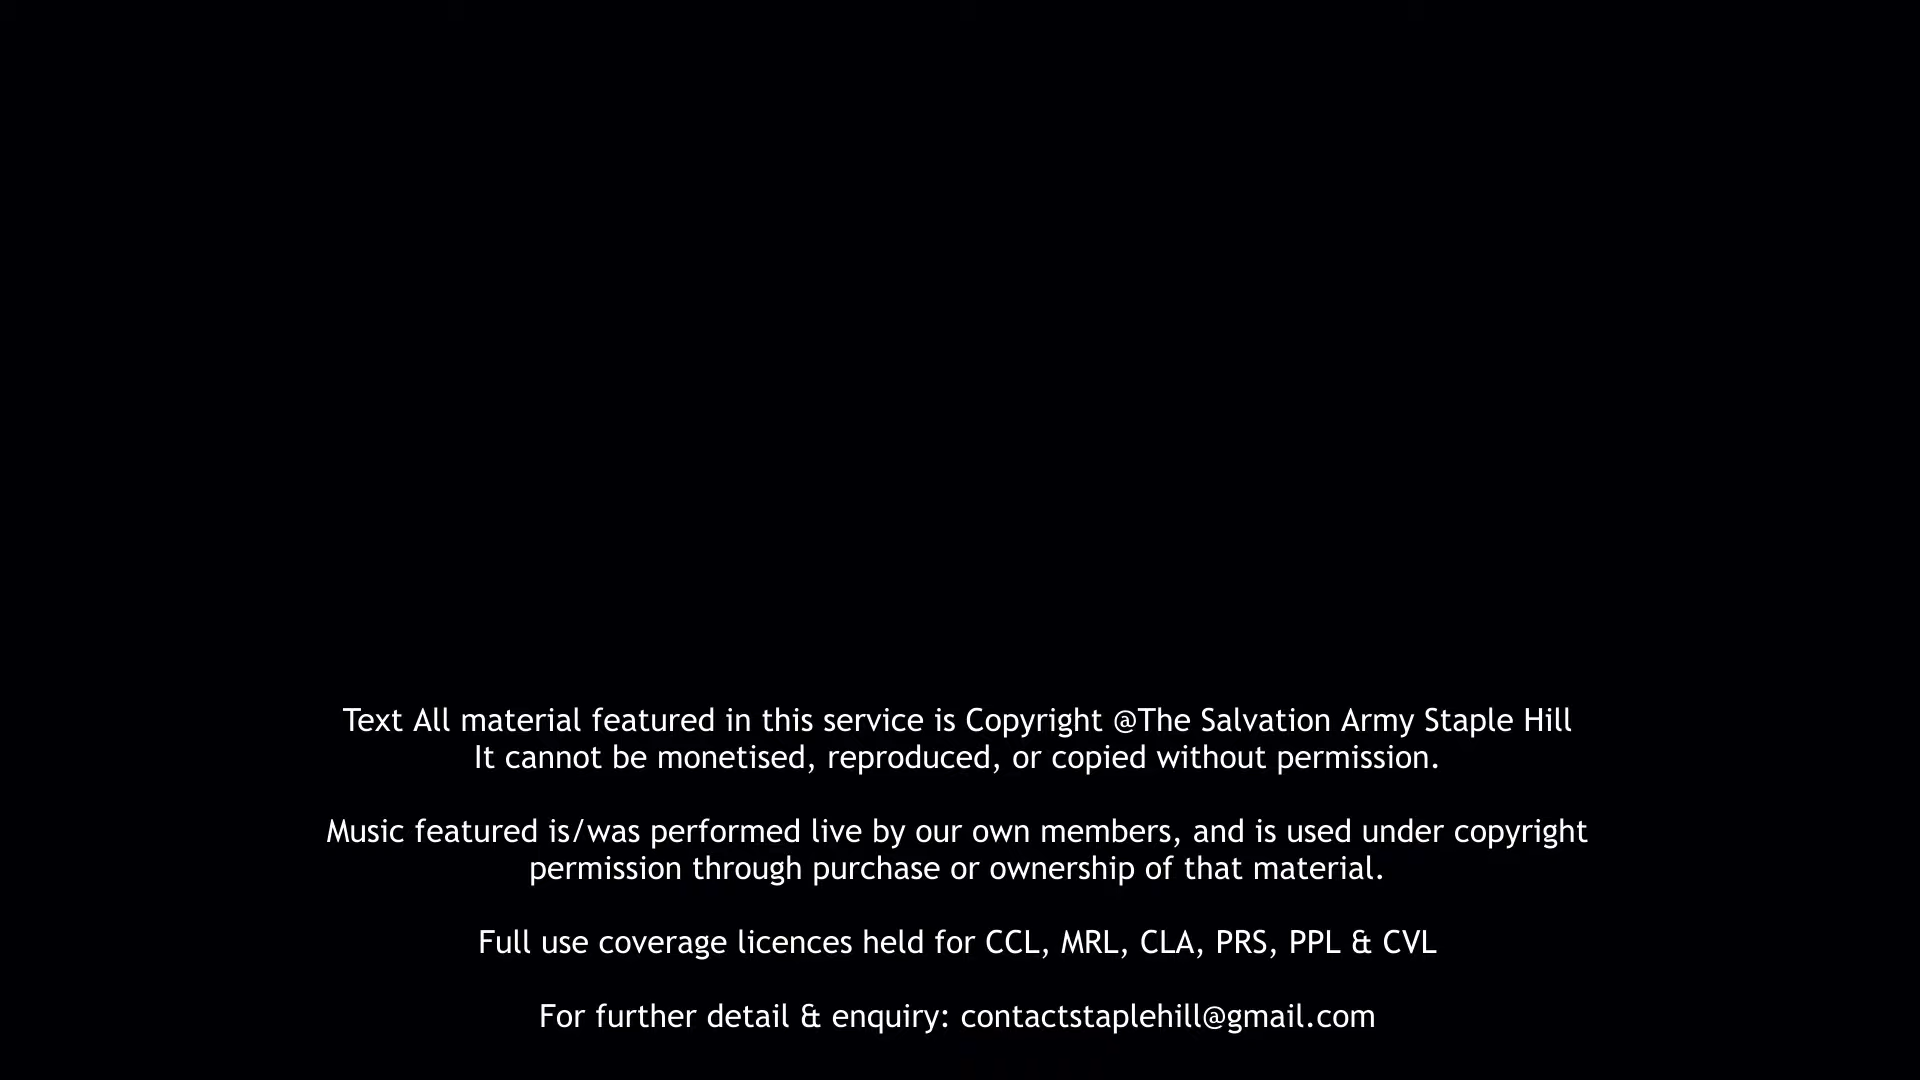 Text All material featured in this service is Copyright @The Salvation Army Staple Hill
It cannot be monetised, reproduced, or copied without permission.
Music featured is/was performed live by our own members, and is used under copyright
permission through purchase or ownership of that material.
Full use coverage licences held for CCL, MRL, CLA, PRS, PPL & CVL
For further detail & enquiry: contactstaplehill@gmail.com